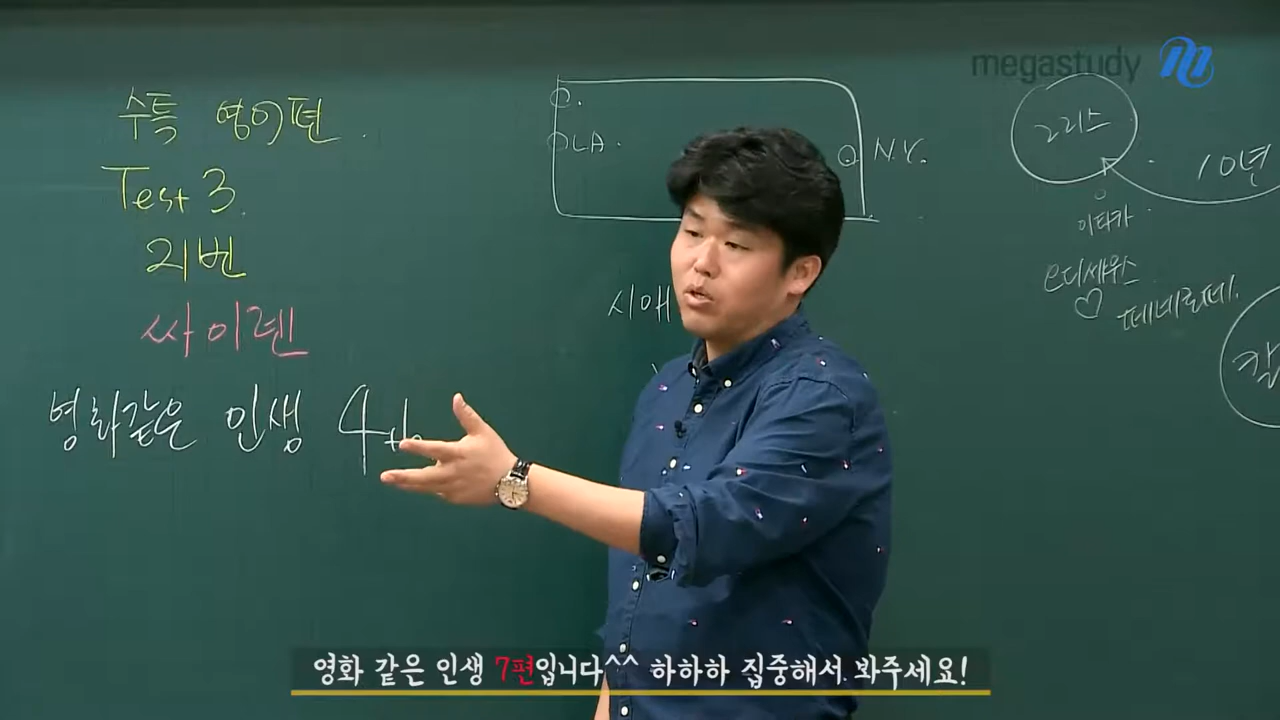 수특 영어편.
Test 3.
21번
싸이렌
영화같은 인생 4th
C.
LA.
N.Y.
시애
megastudy
그리스
10년
이타카
오디세우스
페네로페.
칼
영화 같은 인생 7편입니다^^ 하하하 집중해서 봐주세요!